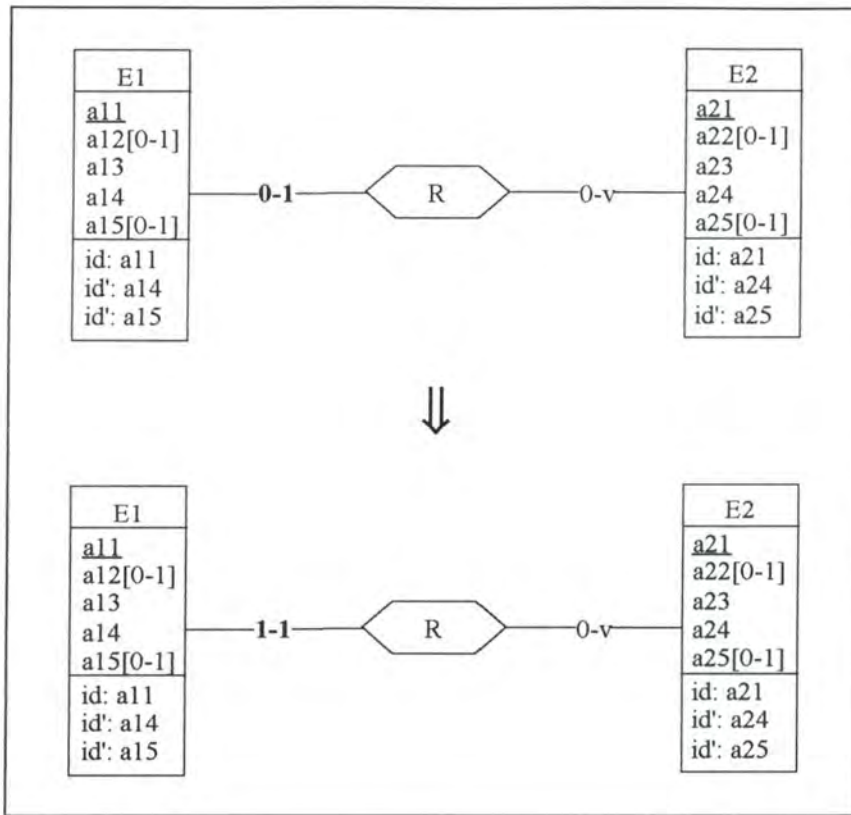 E1
a11
a12[0-1]
a13
a14
a15[0-1]
id: a11
id': a14
id': a15
0-1
R
0-v
E2
a21
a22[0-1]
a23
a24
a25[0-1]
id: a21
id': a24
id': a25
⇓
E1
a11
a12[0-1]
a13
a14
a15[0-1]
id: a11
id': a14
id': a15
1-1
R
0-v
E2
a21
a22[0-1]
a23
a24
a25[0-1]
id: a21
id': a24
id': a25